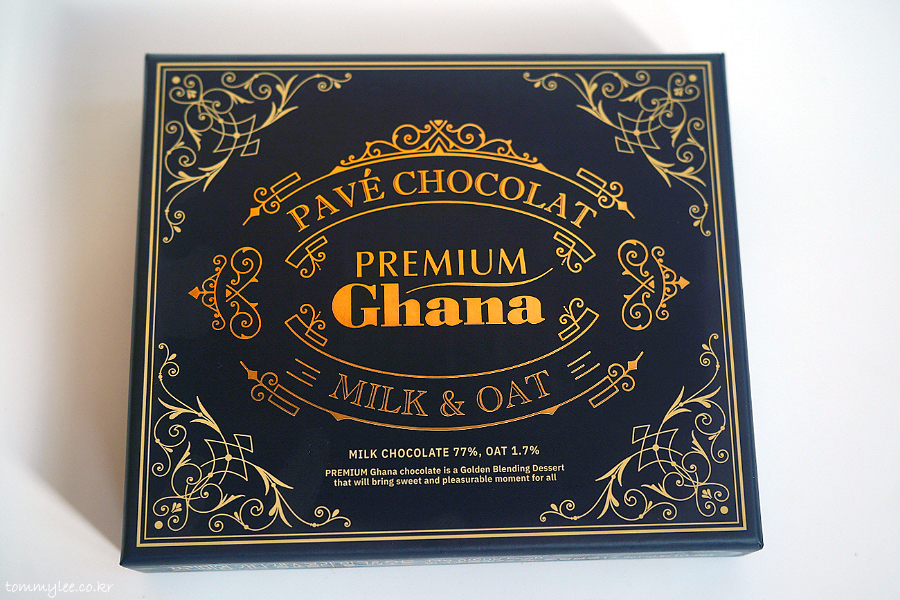 PAVÉ CHOCOLAT
PREMIUM
Ghana
MILK & OAT
MILK CHOCOLATE 77%, OAT 1.7%
PREMIUM Ghana chocolate is a Golden Blending Dessert
that will bring sweet and pleasurable moment for all
tommylee.co.kr